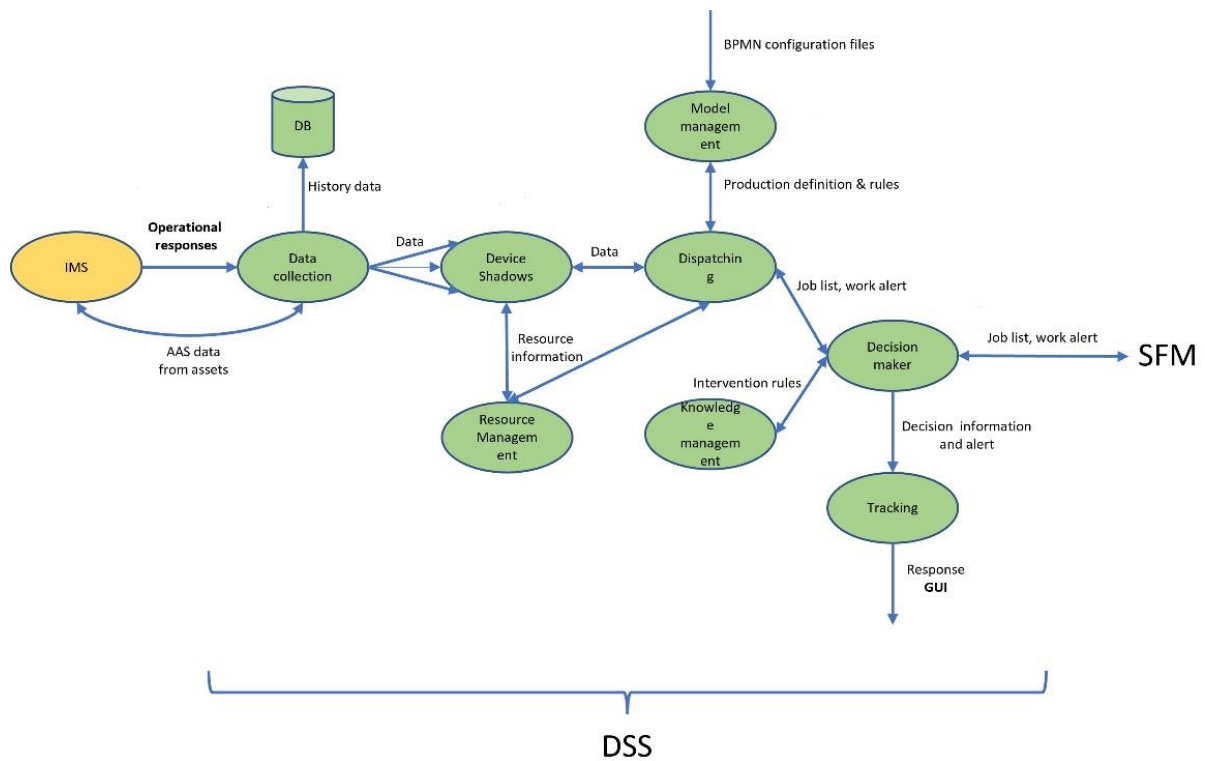 BPMN configuration files
Model
managem
ent
DB
Production definition & rules
History data
Operational
responses
IMS
Data
collection
Data
Device
Shadows
Data
Dispatchin
g
Job list, work alert
AAS data
from assets
Resource
information
Decision
maker
Job list, work alert
SFM
Intervention rules
Resource
Managem
ent
Knowledg
e
management
Decision information
and alert
Tracking
Response
GUI
DSS